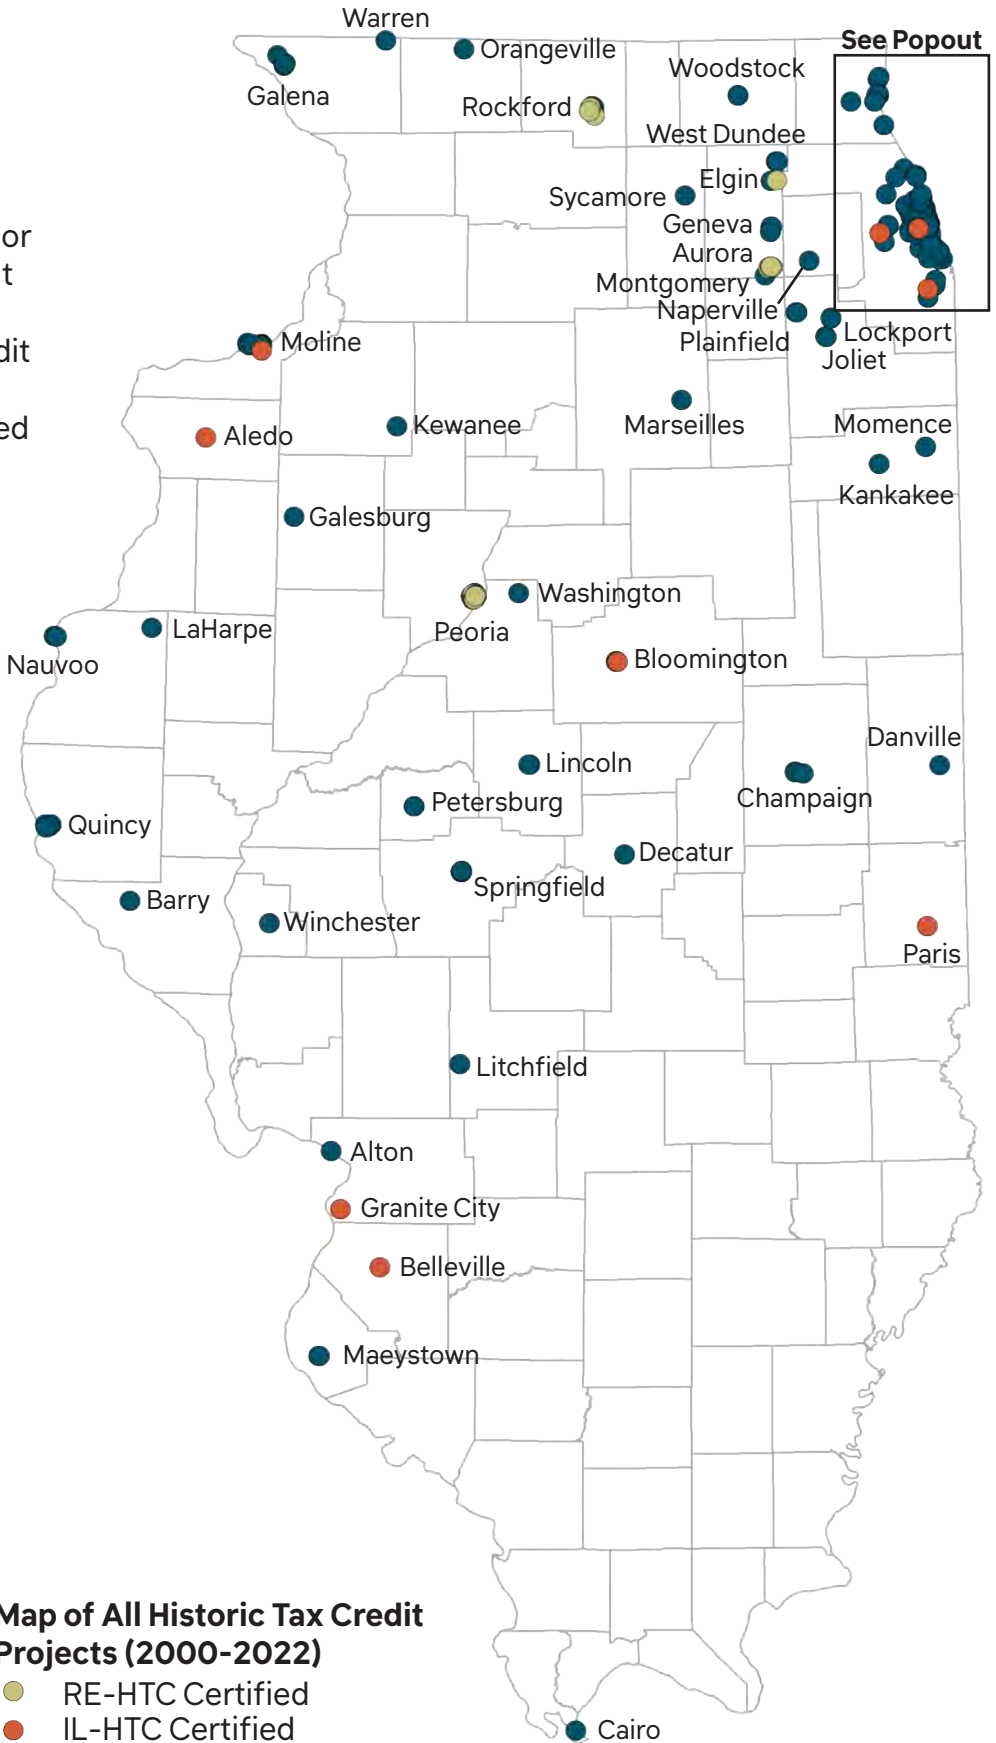 Warren
See Popout
Orangeville
Woodstock
Galena
Rockford
West Dundee
Elgin
Sycamore
or
Geneva
t
Aurora
Montgomery
Naperville
Plainfield
Lockport
Moline
dit
Joliet
Marseilles
Momence
Kewanee
Aledo
ed
Kankakee
Galesburg
Washington
Peoria
LaHarpe
Nauvoo
Bloomington
Danville
Lincoln
Champaign
Petersburg
Quincy
Decatur
Springfield
Barry
Winchester
Paris
Litchfield
Alton
Granite City
Belleville
Maeystown
Map of All Historic Tax Credit
Projects (2000-2022)
RE-HTC Certified
IL-HTC Certified
Cairo